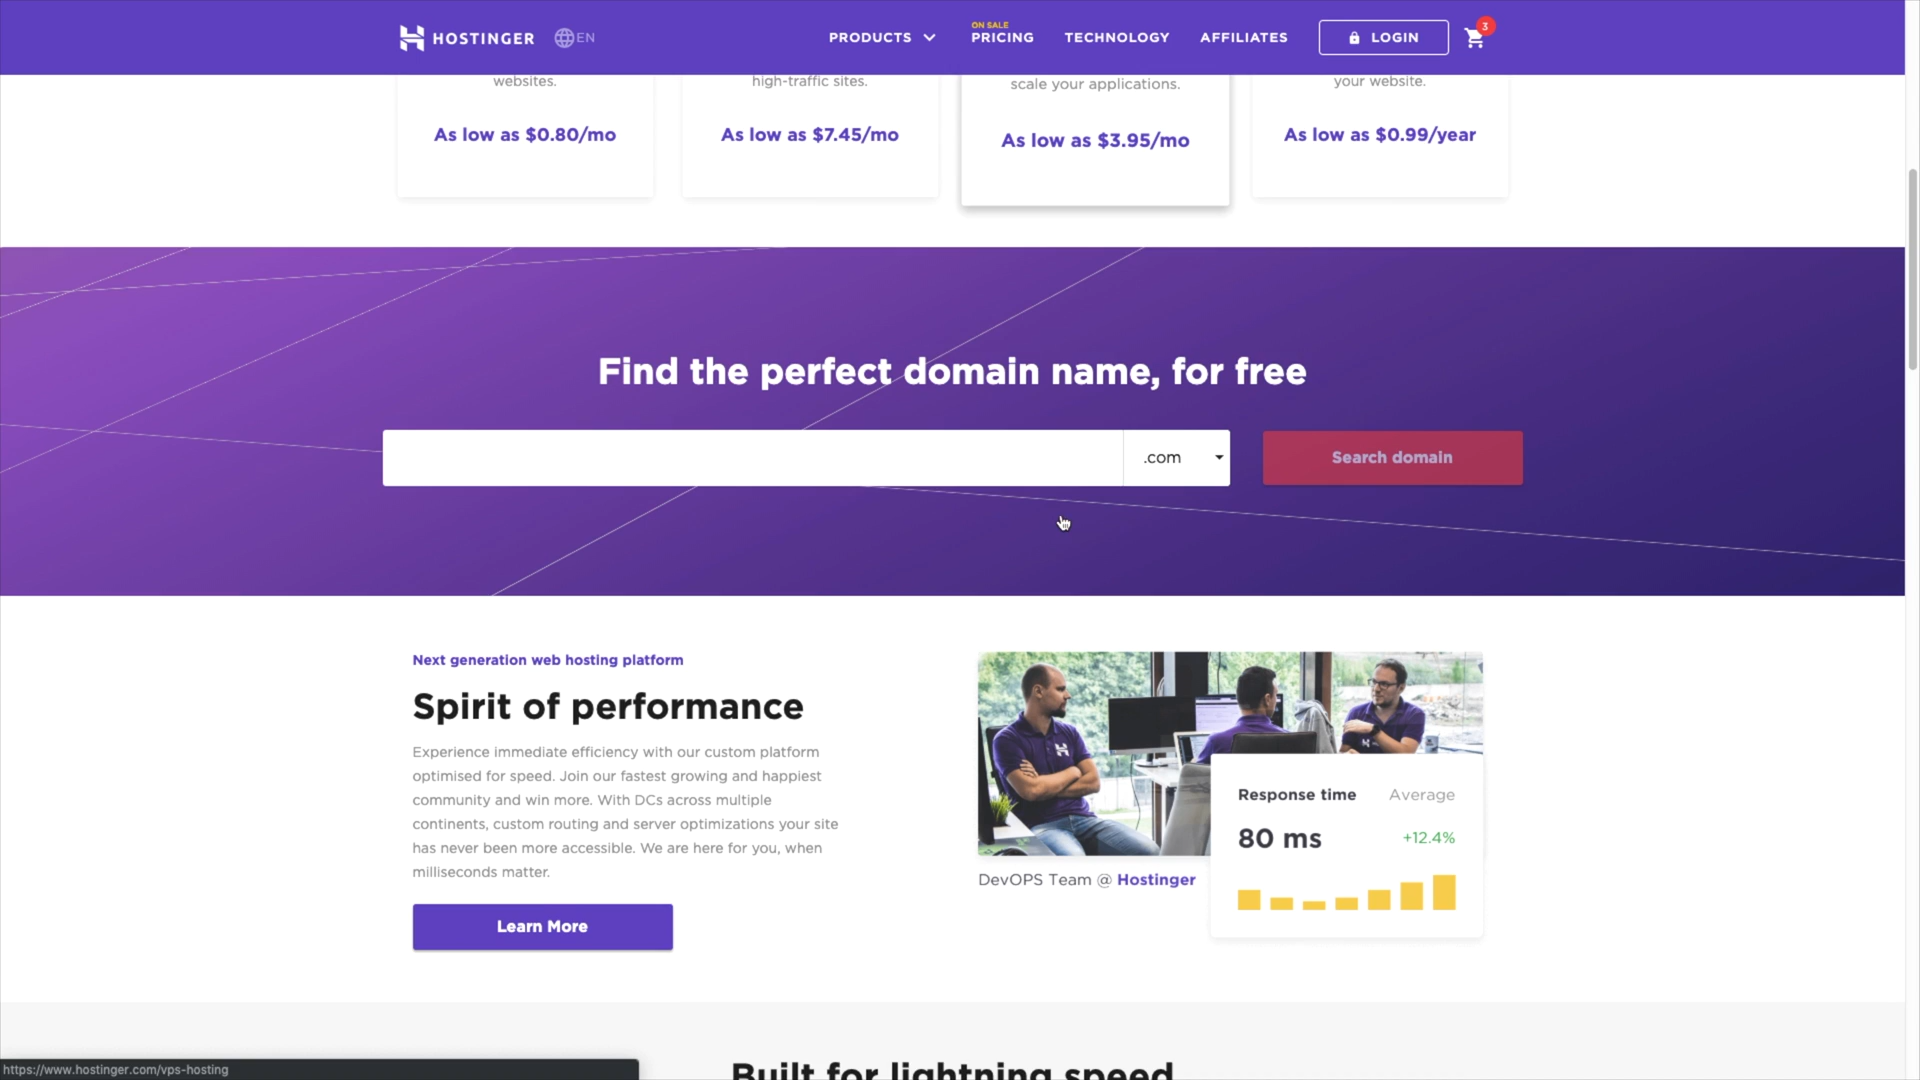 HOSTINGER
EN
PRODUCTS
ON SALE
PRICING
TECHNOLOGY
AFFILIATES
LOGIN
3
websites.
high-traffic sites.
scale your applications.
your website.
As low as $0.80/mo
As low as $7.45/mo
As low as $3.95/mo
As low as $0.99/year
Find the perfect domain name, for free
.com
Search domain
Next generation web hosting platform
Spirit of performance
Experience immediate efficiency with our custom platform
optimised for speed. Join our fastest growing and happiest
community and win more. With DCs across multiple
continents, custom routing and server optimizations your site
has never been more accessible. We are here for you, when
milliseconds matter.
Learn More
Response time
Average
80 ms
+12.4%
DevOPS Team @ Hostinger
Built for lightning speed
https://www.hostinger.com/vps-hosting